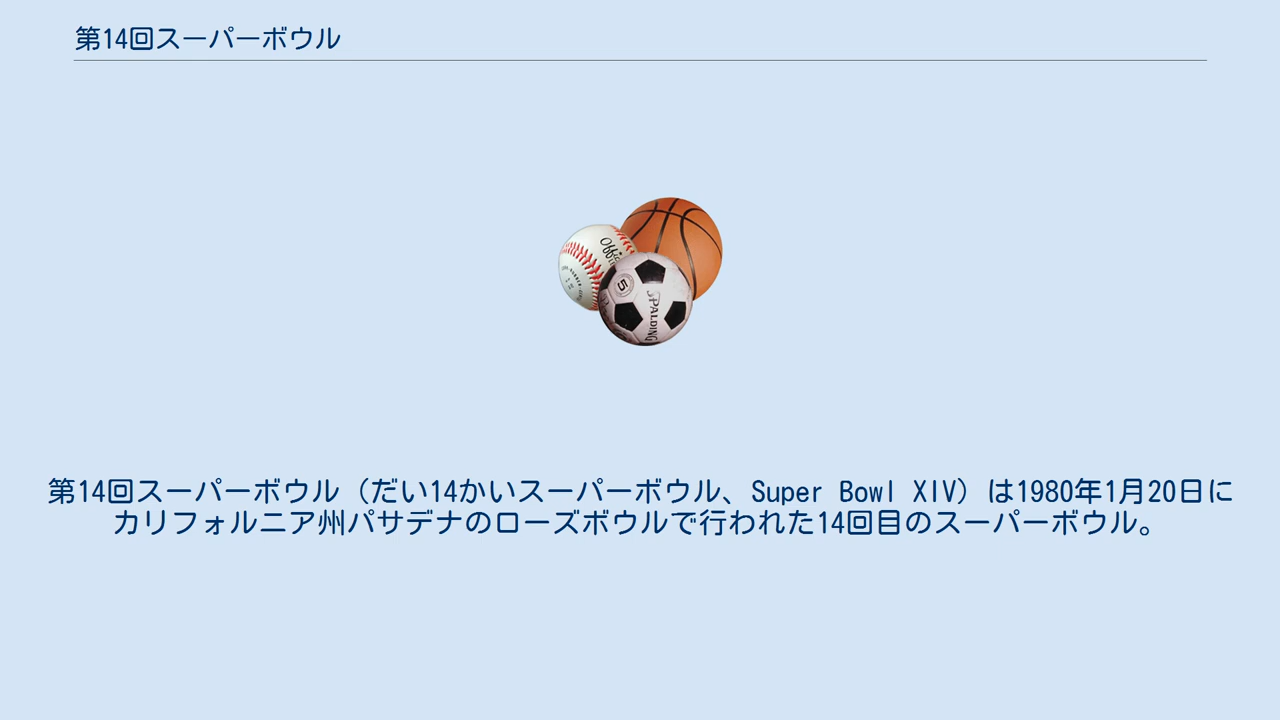 第14回スーパーボウル
Offi
5
SPALDING
第14回スーパーボウル（だい14かいスーパーボウル、Super Bowl XIV）は1980年1月20日に
カリフォルニア州パサデナのローズボウルで行われた14回目のスーパーボウル。